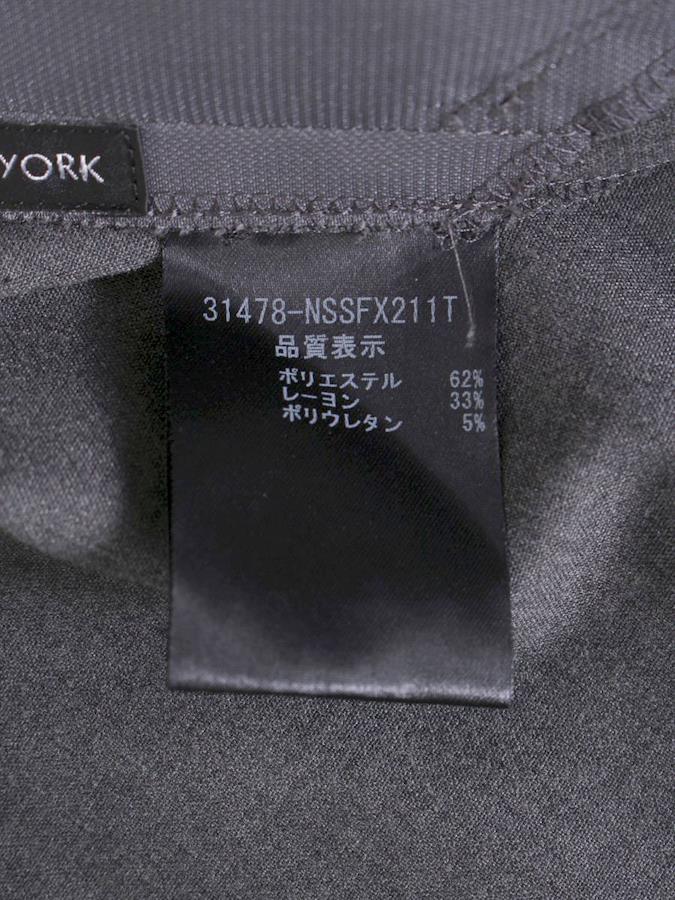 YORK
31478-NSSFX211T
品質表示
ポリエステル 62%
レーヨン 33%
ポリウレタン 5%